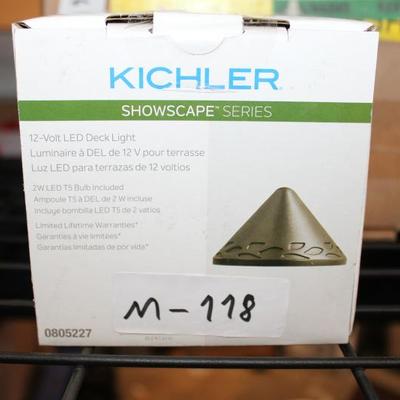 KICHLER
SHOWSCAPE™ SERIES
12-Volt LED Deck Light
Luminaire à DEL de 12 V pour terrasse
Luz LED para terrazas de 12 voltios
2W LED T5 Bulb Included
Ampoule T5 à DEL de 2 W incluse
Incluye bombilla LED T5 de 2 vatios
Limited Lifetime Warranties*
Garanties à vie limitées*
Garantías limitadas de por vida*
M-118
0805227